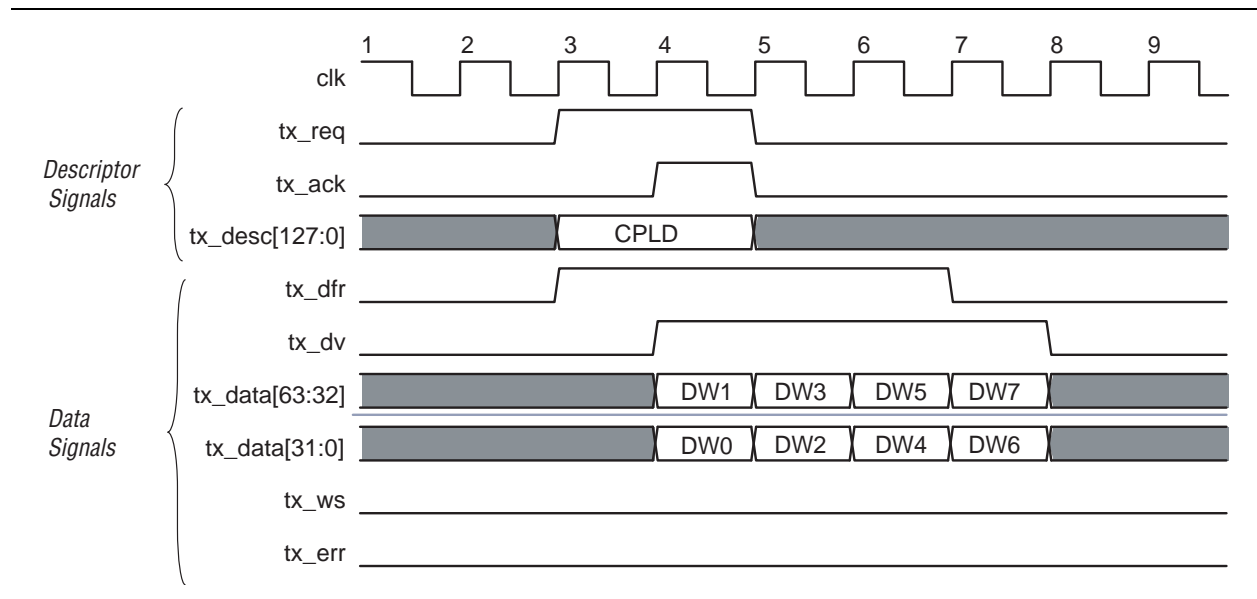 1 2 3 4 5 6 7 8 9
clk
tx_req
Descriptor
Signals
tx_ack
tx_desc[127:0] CPLD
tx_dfr
tx_dv
tx_data[63:32] DW1 DW3 DW5 DW7
Data
Signals
tx_data[31:0] DW0 DW2 DW4 DW6
tx_ws
tx_err